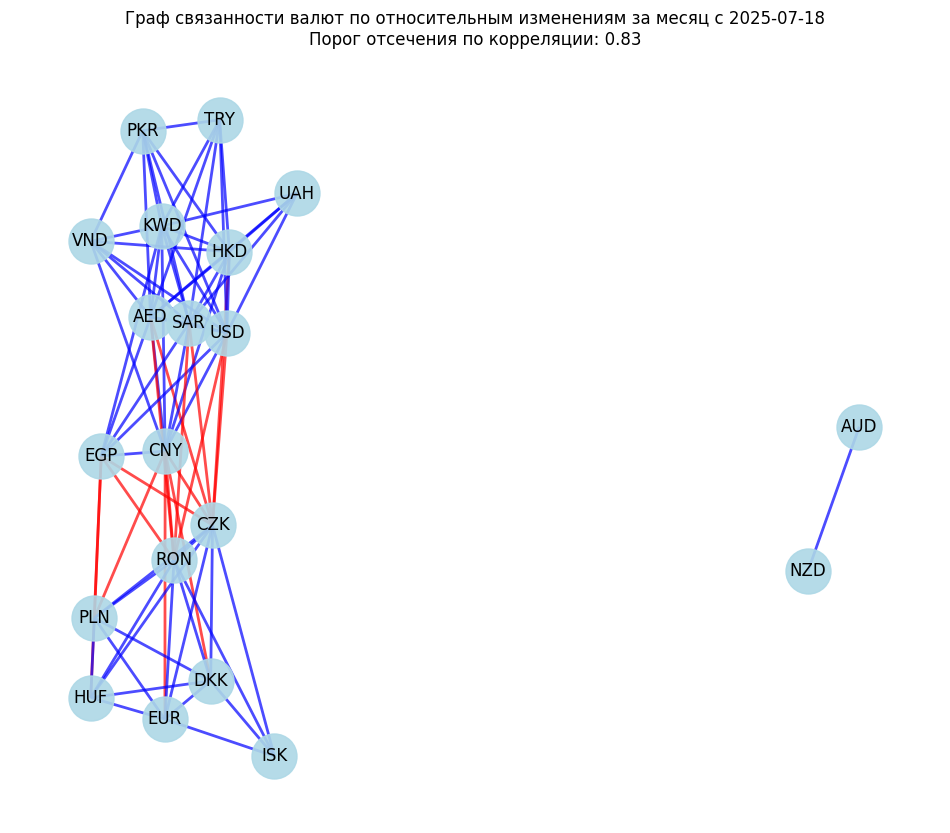 Граф связанности валют по относительным изменениям за месяц с 2025-07-18
Порог отсечения по корреляции: 0.83
TRY
PKR
UAH
KWD
VND
HKD
AED
SAR
USD
AUD
CNY
EGP
CZK
RON
NZD
PLN
DKK
HUF
EUR
ISK